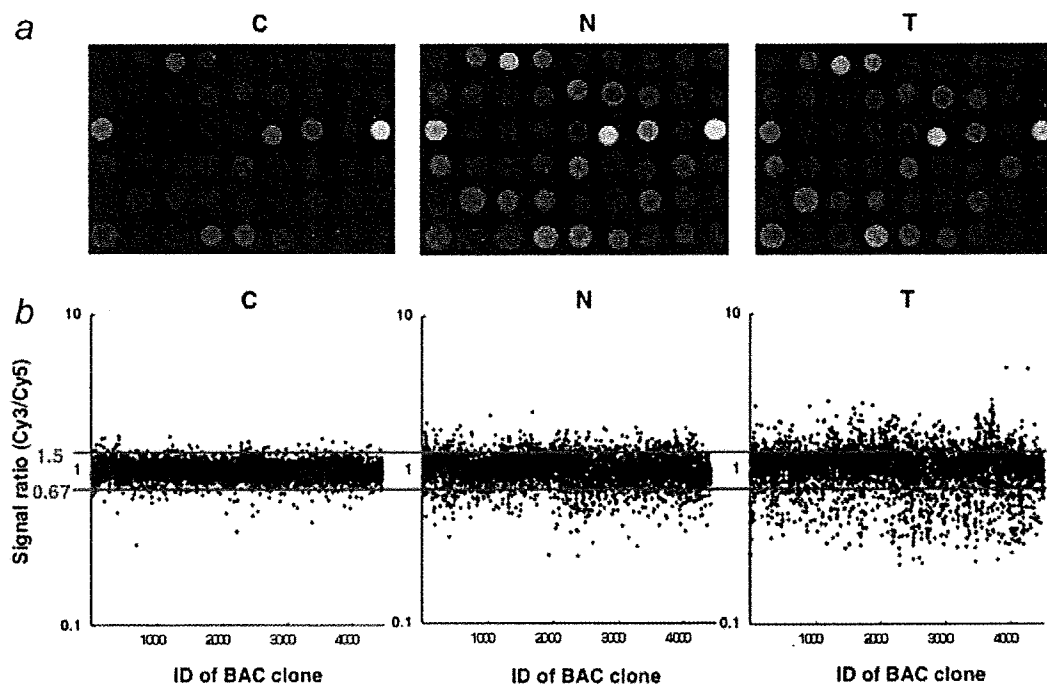 a C N T
b C N T
10 10 10
Signal ratio (Cy3/Cy5)
1.5
1 1 1
0.67
0.1 0.1 0.1
1000 2000 3000 4000 1000 2000 3000 4000 1000 2000 3000 4000
ID of BAC clone ID of BAC clone ID of BAC clone